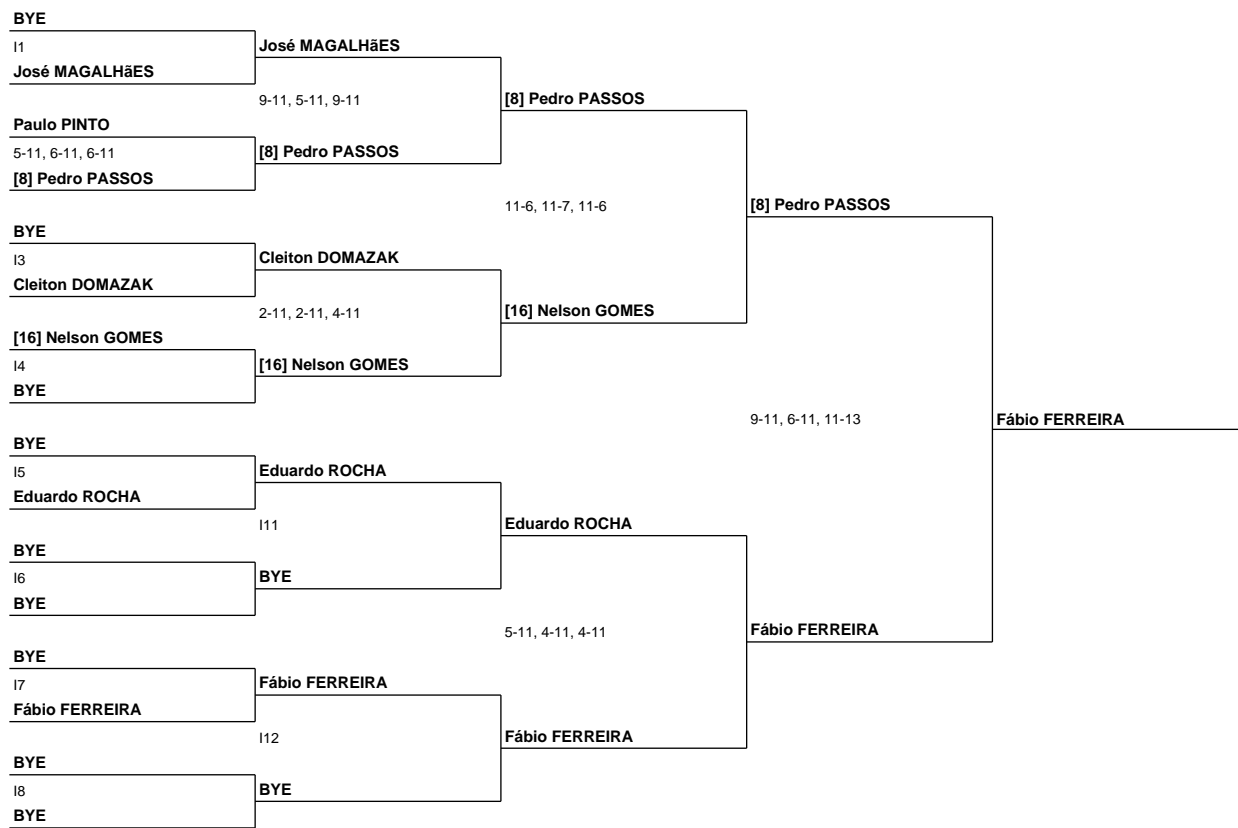 BYE
I1
José MAGALHãES
José MAGALHãES
9-11, 5-11, 9-11
[8] Pedro PASSOS
Paulo PINTO
5-11, 6-11, 6-11
[8] Pedro PASSOS
[8] Pedro PASSOS
11-6, 11-7, 11-6
[8] Pedro PASSOS
BYE
I3
Cleiton DOMAZAK
Cleiton DOMAZAK
2-11, 2-11, 4-11
[16] Nelson GOMES
[16] Nelson GOMES
I4
BYE
[16] Nelson GOMES
9-11, 6-11, 11-13
Fábio FERREIRA
BYE
I5
Eduardo ROCHA
Eduardo ROCHA
I11
Eduardo ROCHA
BYE
I6
BYE
BYE
5-11, 4-11, 4-11
Fábio FERREIRA
BYE
I7
Fábio FERREIRA
Fábio FERREIRA
I12
Fábio FERREIRA
BYE
I8
BYE
BYE